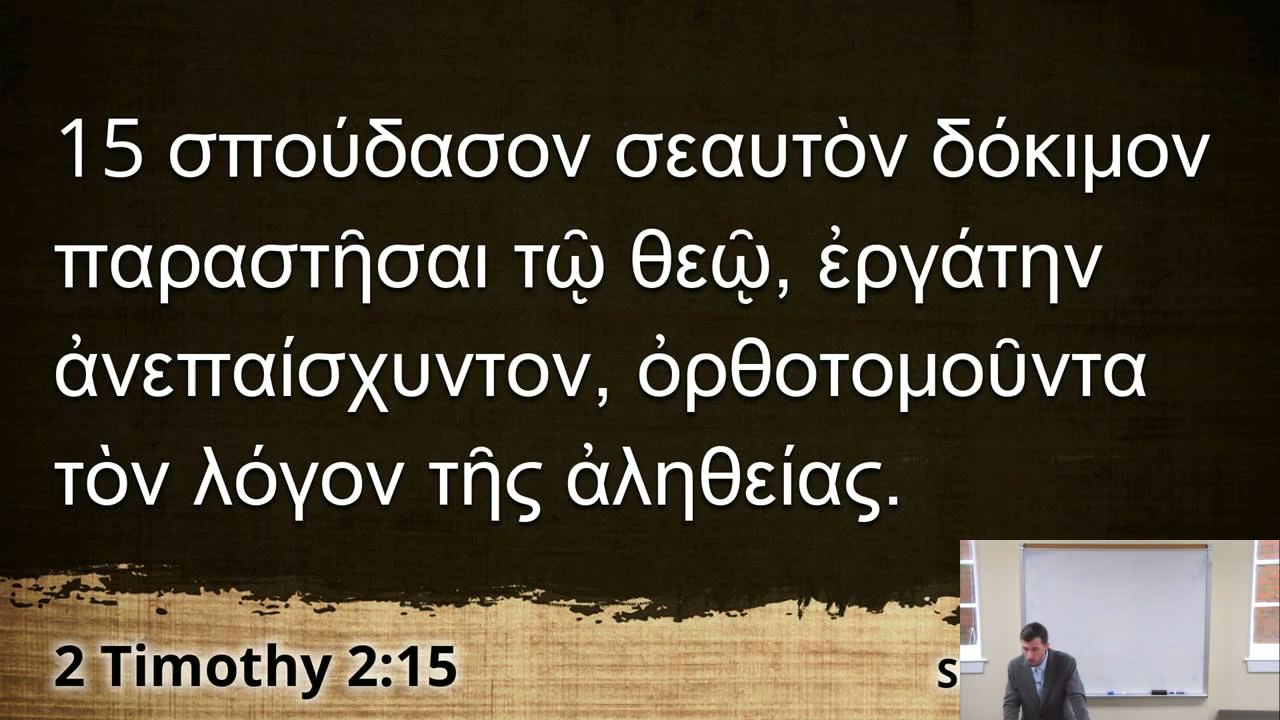 15 σπούδασον σεαυτὸν δόκιμον
παραστῆσαι τῷ θεῷ, ἐργάτην
ἀνεπαίσχυντον, ὀρθοτομοῦντα
τὸν λόγον τῆς ἀληθείας.
2 Timothy 2:15